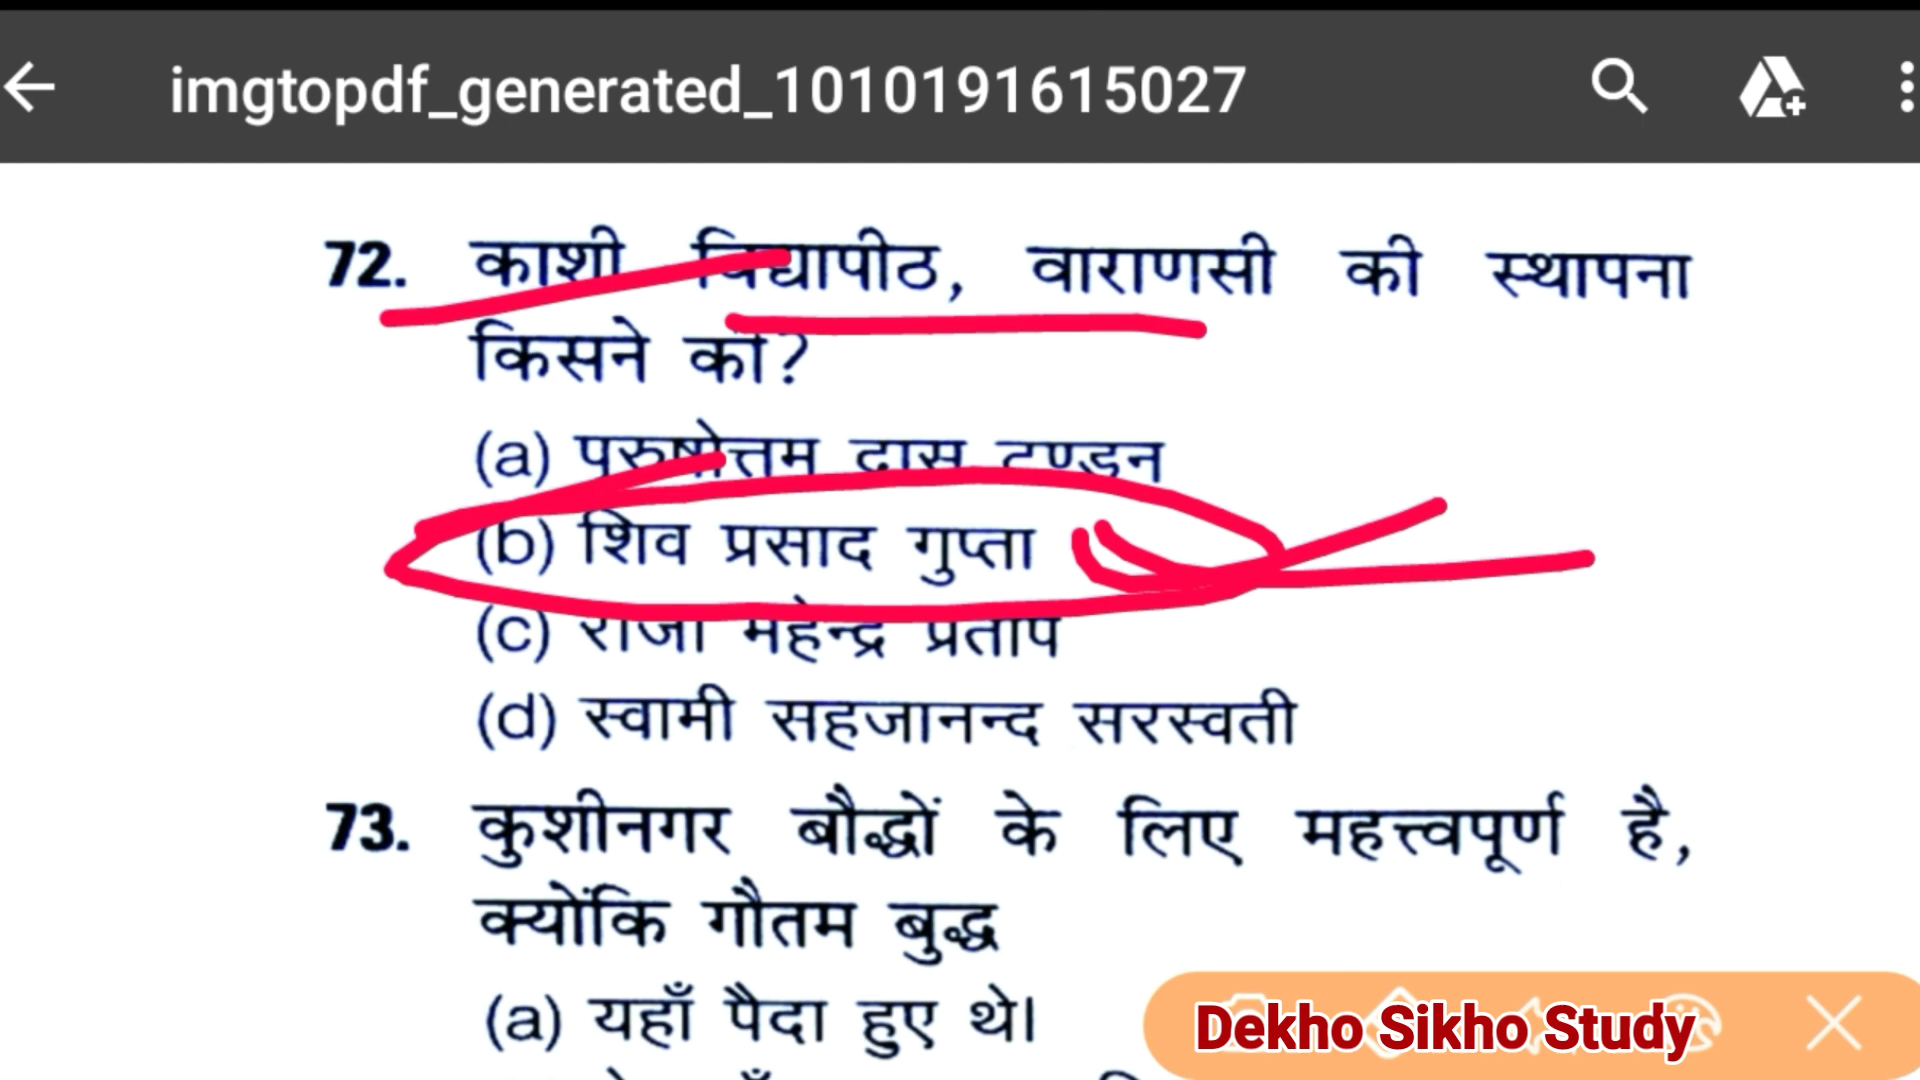 imgtopdf_generated_1010191615027
72. काशी विद्यापीठ, वाराणसी की स्थापना
किसने की?
(a) पुरुषोत्तम दास टण्डन
(b) शिव प्रसाद गुप्ता
(c) राजा महेन्द्र प्रताप
(d) स्वामी सहजानन्द सरस्वती
73. कुशीनगर बौद्धों के लिए महत्त्वपूर्ण है,
क्योंकि गौतम बुद्ध
(a) यहाँ पैदा हुए थे।
Dekho Sikho Study